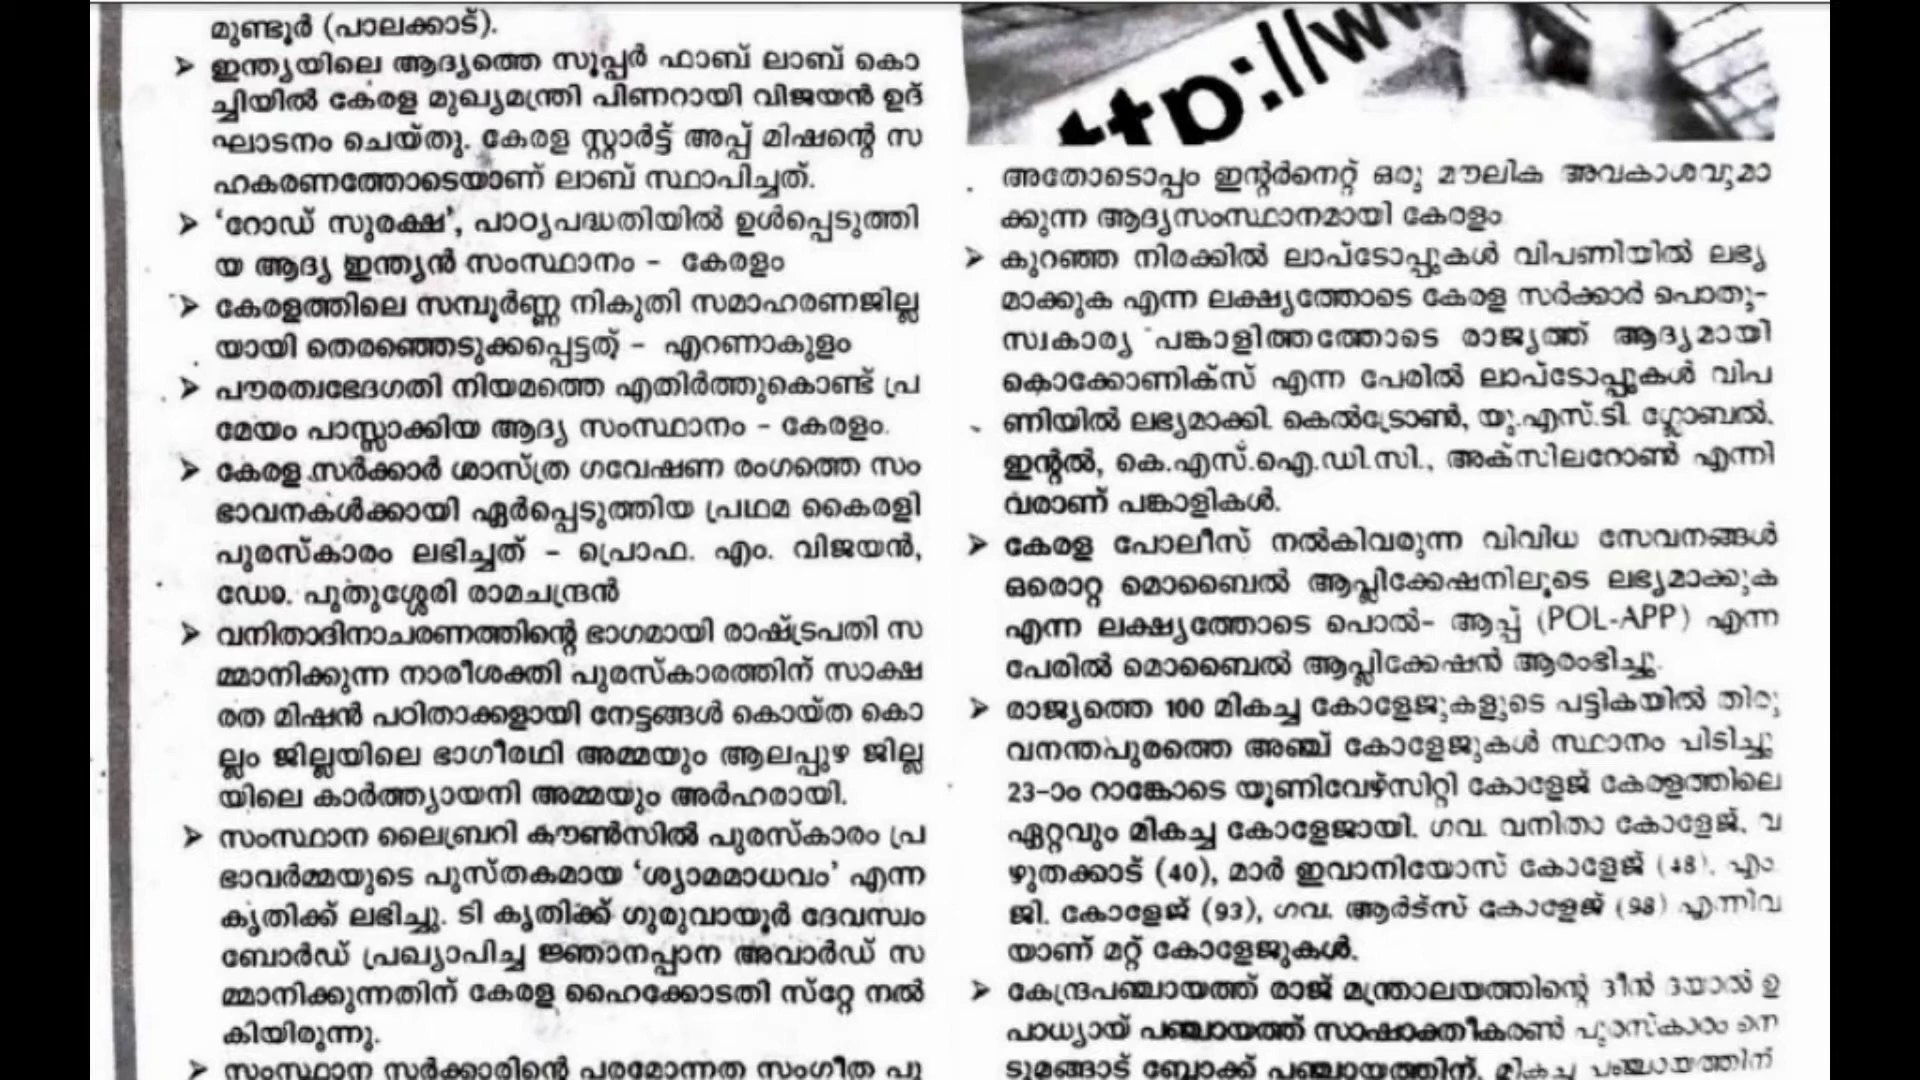 മുണ്ടൂർ (പാലക്കാട്).
➤ ഇന്ത്യയിലെ ആദ്യത്തെ സൂപ്പർ ഫാബ് ലാബ് കൊ
ച്ചിയിൽ കേരള മുഖ്യമന്ത്രി പിണറായി വിജയൻ ഉദ്
ഘാടനം ചെയ്തു. കേരള സ്റ്റാർട്ട് അപ്പ് മിഷന്റെ സ
ഹകരണത്തോടെയാണ് ലാബ് സ്ഥാപിച്ചത്.
➤ ‘റോഡ് സുരക്ഷ’, പാഠ്യപദ്ധതിയിൽ ഉൾപ്പെടുത്തി
യ ആദ്യ ഇന്ത്യൻ സംസ്ഥാനം - കേരളം
➤ കേരളത്തിലെ സമ്പൂർണ്ണ നികുതി സമാഹരണജില്ല
യായി തെരഞ്ഞെടുക്കപ്പെട്ടത് - എറണാകുളം
➤ പൗരത്വഭേദഗതി നിയമത്തെ എതിർത്തുകൊണ്ട് പ്ര
മേയം പാസ്സാക്കിയ ആദ്യ സംസ്ഥാനം - കേരളം.
➤ കേരള സർക്കാർ ശാസ്ത്ര ഗവേഷണ രംഗത്തെ സം
ഭാവനകൾക്കായി ഏർപ്പെടുത്തിയ പ്രഥമ കൈരളി
പുരസ്കാരം ലഭിച്ചത് - പ്രൊഫ. എം. വിജയൻ,
ഡോ. പുതുശ്ശേരി രാമചന്ദ്രൻ
➤ വനിതാദിനാചരണത്തിന്റെ ഭാഗമായി രാഷ്ട്രപതി സ
മ്മാനിക്കുന്ന നാരീശക്തി പുരസ്കാരത്തിന് സാക്ഷ
രത മിഷൻ പഠിതാക്കളായി നേട്ടങ്ങൾ കൊയ്ത കൊ
ല്ലം ജില്ലയിലെ ഭാഗീരഥി അമ്മയും ആലപ്പുഴ ജില്ല
യിലെ കാർത്ത്യായനി അമ്മയും അർഹരായി.
➤ സംസ്ഥാന ലൈബ്രറി കൗൺസിൽ പുരസ്കാരം പ്ര
ഭാവർമ്മയുടെ പുസ്തകമായ ‘ശ്യാമമാധവം’ എന്ന
കൃതിക്ക് ലഭിച്ചു. ടി കൃതിക്ക് ഗുരുവായൂർ ദേവസ്വം
ബോർഡ് പ്രഖ്യാപിച്ച ജ്ഞാനപ്പാന അവാർഡ് സ
മ്മാനിക്കുന്നതിന് കേരള ഹൈക്കോടതി സ്റ്റേ നൽ
കിയിരുന്നു.
➤ സംസ്ഥാന സർക്കാരിന്റെ പരമോന്നത സംഗീത പു
ttp://ww
അതോടൊപ്പം ഇന്റർനെറ്റ് ഒരു മൗലിക അവകാശവുമാ
ക്കുന്ന ആദ്യസംസ്ഥാനമായി കേരളം
➤ കുറഞ്ഞ നിരക്കിൽ ലാപ്ടോപ്പുകൾ വിപണിയിൽ ലഭ്യ
മാക്കുക എന്ന ലക്ഷ്യത്തോടെ കേരള സർക്കാർ പൊതു-
സ്വകാര്യ പങ്കാളിത്തത്തോടെ രാജ്യത്ത് ആദ്യമായി
കൊക്കോണിക്സ് എന്ന പേരിൽ ലാപ്ടോപ്പുകൾ വിപ
ണിയിൽ ലഭ്യമാക്കി. കെൽട്രോൺ, യു.എസ്.ടി. ഗ്ലോബൽ,
ഇന്റൽ, കെ.എസ്.ഐ.ഡി.സി., അക്സിലറോൺ എന്നി
വരാണ് പങ്കാളികൾ.
➤ കേരള പോലീസ് നൽകിവരുന്ന വിവിധ സേവനങ്ങൾ
ഒരൊറ്റ മൊബൈൽ ആപ്ലിക്കേഷനിലൂടെ ലഭ്യമാക്കുക
എന്ന ലക്ഷ്യത്തോടെ പൊൽ- ആപ്പ് (POL-APP) എന്ന
പേരിൽ മൊബൈൽ ആപ്ലിക്കേഷൻ ആരംഭിച്ചു.
➤ രാജ്യത്തെ 100 മികച്ച കോളേജുകളുടെ പട്ടികയിൽ തിരു
വനന്തപുരത്തെ അഞ്ച് കോളേജുകൾ സ്ഥാനം പിടിച്ചു
23-ാം റാങ്കോടെ യൂണിവേഴ്സിറ്റി കോളേജ് കേരളത്തിലെ
ഏറ്റവും മികച്ച കോളേജായി. ഗവ. വനിതാ കോളേജ്, വ
ഴുതക്കാട് (40), മാർ ഇവാനിയോസ് കോളേജ് (48), എം.
ജി. കോളേജ് (93), ഗവ. ആർട്സ് കോളേജ് (98) എന്നിവ
യാണ് മറ്റ് കോളേജുകൾ.
➤ കേന്ദ്രപഞ്ചായത്ത് രാജ് മന്ത്രാലയത്തിന്റെ ദീൻ ദയാൽ ഉ
പാധ്യായ് പഞ്ചായത്ത് സാഷാക്തീകരൺ പുരസ്കാരം നെ
ടുമങ്ങാട് ബ്ലോക്ക് പഞ്ചായത്തിന്. മികച്ച പഞ്ചായത്തിന്